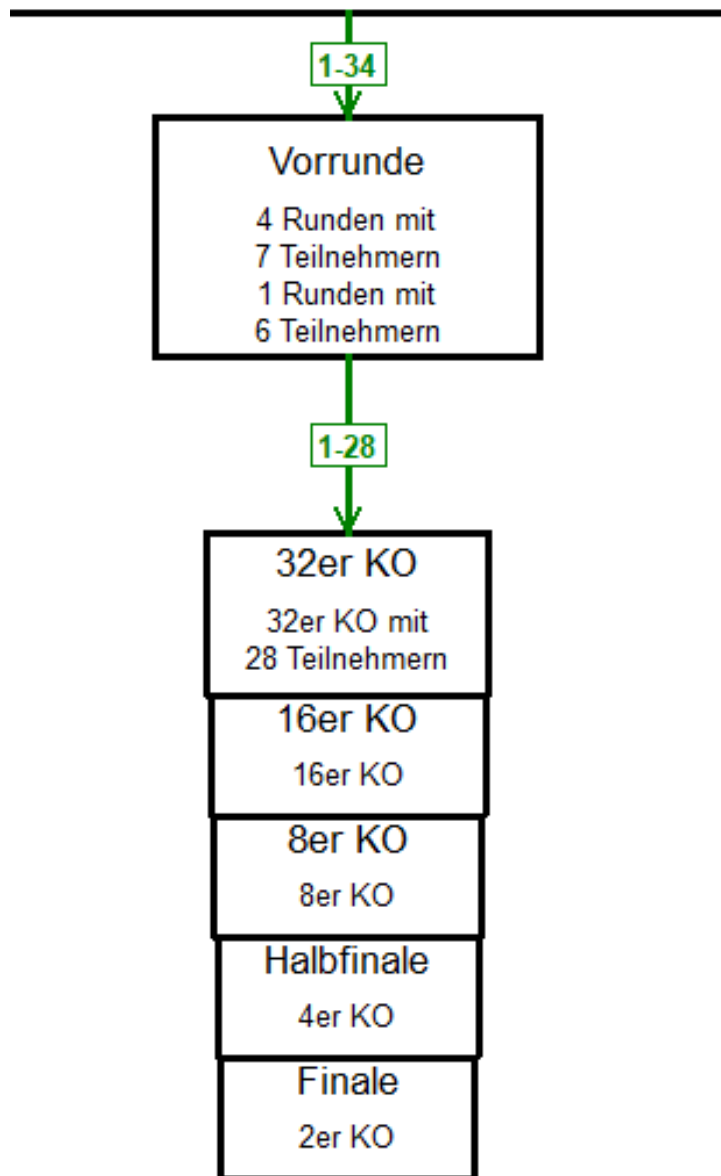 1-34
Vorrunde
4 Runden mit
7 Teilnehmern
1 Runden mit
6 Teilnehmern
1-28
32er KO
32er KO mit
28 Teilnehmern
16er KO
16er KO
8er KO
8er KO
Halbfinale
4er KO
Finale
2er KO